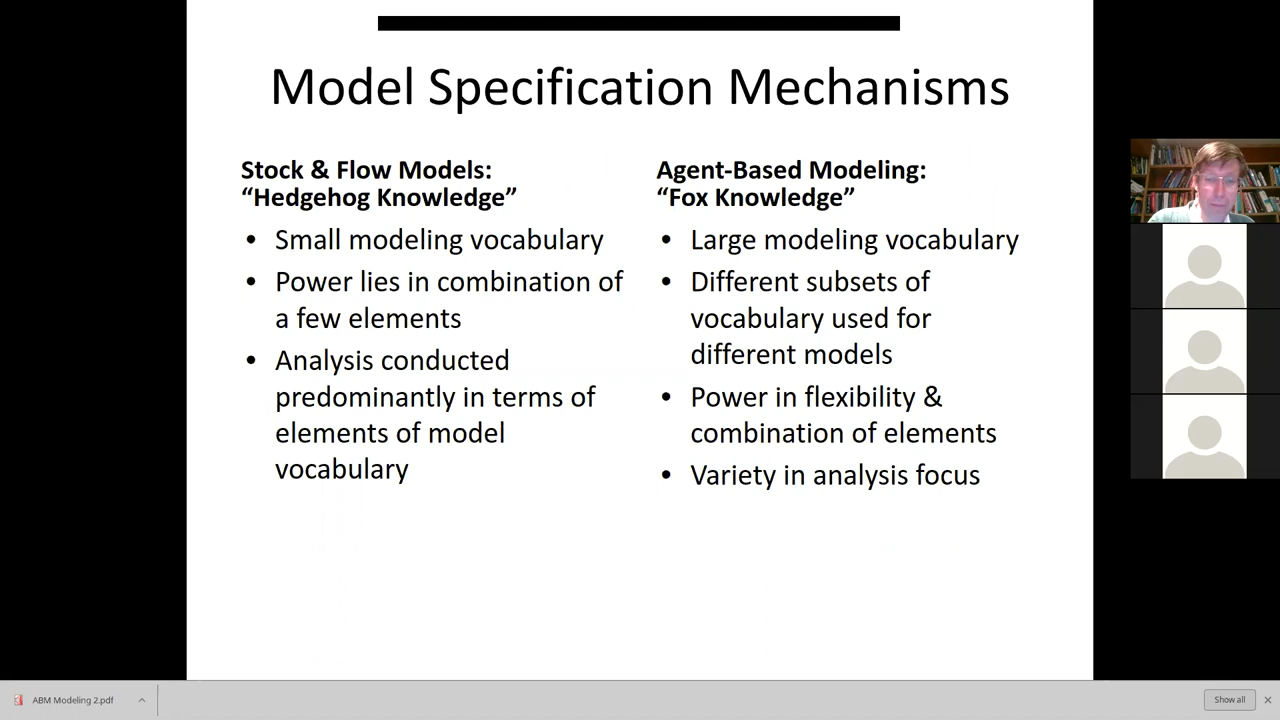 Model Specification Mechanisms
Stock & Flow Models:
“Hedgehog Knowledge”
• Small modeling vocabulary
• Power lies in combination of
a few elements
• Analysis conducted
predominantly in terms of
elements of model
vocabulary
Agent-Based Modeling:
“Fox Knowledge”
• Large modeling vocabulary
• Different subsets of
vocabulary used for
different models
• Power in flexibility &
combination of elements
• Variety in analysis focus
ABM Modeling 2.pdf
Show all